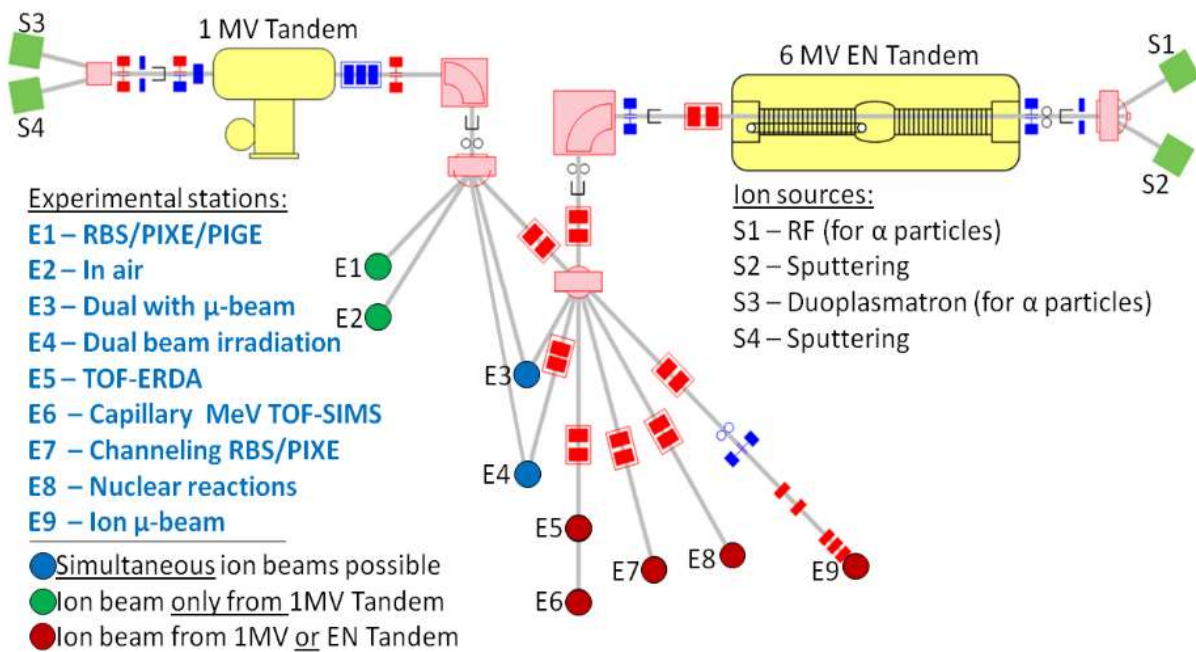 S3
1 MV Tandem
S4
6 MV EN Tandem
S1
S2
Experimental stations:
E1 – RBS/PIXE/PIGE
E2 – In air
E3 – Dual with μ-beam
E4 – Dual beam irradiation
E5 – TOF-ERDA
E6 – Capillary MeV TOF-SIMS
E7 – Channeling RBS/PIXE
E8 – Nuclear reactions
E9 – Ion μ-beam
Simultaneous ion beams possible
Ion beam only from 1MV Tandem
Ion beam from 1MV or EN Tandem
Ion sources:
S1 – RF (for α particles)
S2 – Sputtering
S3 – Duoplasmatron (for α particles)
S4 – Sputtering
E1
E2
E3
E4
E5
E6
E7
E8
E9